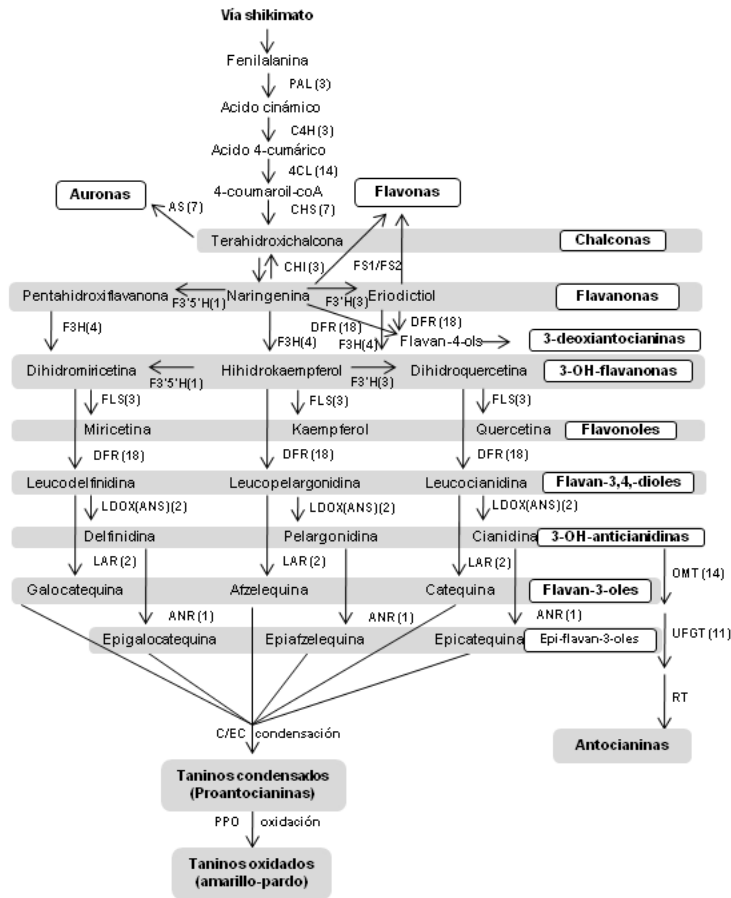 Vía shikimato
Fenilalanina
PAL(3)
Acido cinámico
C4H(3)
Acido 4-cumárico
4CL(14)
4-coumaroil-coA
Auronas
Flavonas
AS(7)
CHS(7)
Terahidroxichalcona
Chalconas
CHI(3)
FS1/FS2
Pentahidroxiflavanona
F3'5'H(1)
Naringenina
F3'H(3)
Eriodictiol
Flavanonas
F3H(4)
F3H(4)
DFR(18)
F3H(4)
DFR(18)
Flavan-4-ols
3-deoxiantocianinas
Dihidromiricetina
F3'5'H(1)
Hihidrokaempferol
F3'H(3)
Dihidroquercetina
3-OH-flavanonas
FLS(3)
FLS(3)
FLS(3)
Miricetina
Kaempferol
Quercetina
Flavonoles
DFR(18)
DFR(18)
DFR(18)
Leucodelfinidina
Leucopelargonidina
Leucocianidina
Flavan-3,4,-dioles
LDOX(ANS)(2)
LDOX(ANS)(2)
LDOX(ANS)(2)
Delfinidina
Pelargonidina
Cianidina
3-OH-anticianidinas
LAR(2)
LAR(2)
LAR(2)
OMT(14)
Galocatequina
Afzelequina
Catequina
Flavan-3-oles
ANR(1)
ANR(1)
ANR(1)
UFGT(11)
Epigalocatequina
Epiafzelequina
Epicatequina
Epi-flavan-3-oles
RT
C/EC condensación
Antocianinas
Taninos condensados
(Proantocianinas)
PPO oxidación
Taninos oxidados
(amarillo-pardo)